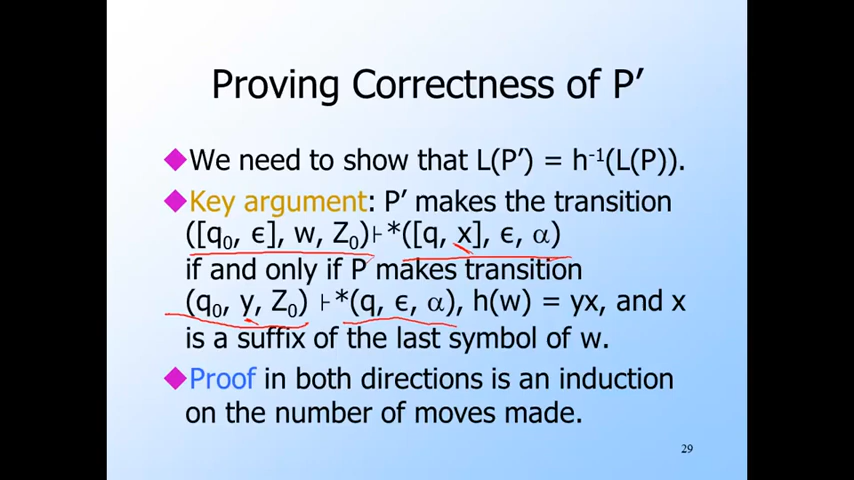 Proving Correctness of P′
◆We need to show that L(P′) = h⁻¹(L(P)).
◆Key argument: P′ makes the transition
([q₀, ϵ], w, Z₀)⊦*([q, x], ϵ, α)
if and only if P makes transition
(q₀, y, Z₀) ⊦*(q, ϵ, α), h(w) = yx, and x
is a suffix of the last symbol of w.
◆Proof in both directions is an induction
on the number of moves made.
29